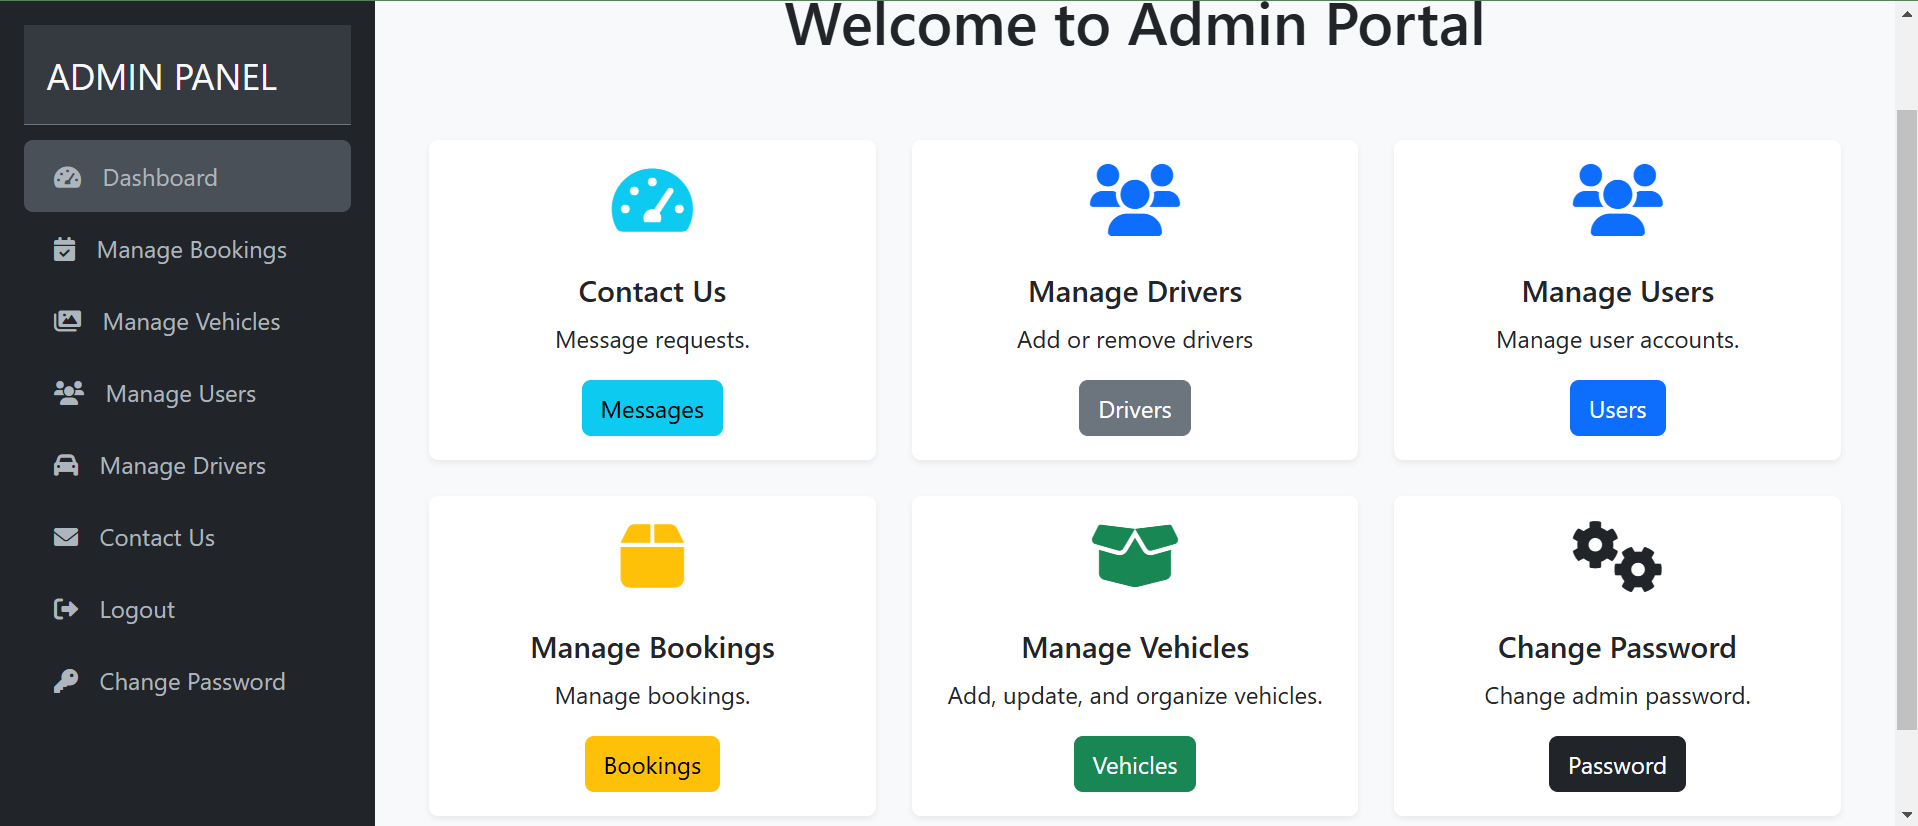 ADMIN PANEL
Dashboard
Manage Bookings
Manage Vehicles
Manage Users
Manage Drivers
Contact Us
Logout
Change Password
Welcome to Admin Portal
Contact Us
Message requests.
Messages
Manage Drivers
Add or remove drivers
Drivers
Manage Users
Manage user accounts.
Users
Manage Bookings
Manage bookings.
Bookings
Manage Vehicles
Add, update, and organize vehicles.
Vehicles
Change Password
Change admin password.
Password